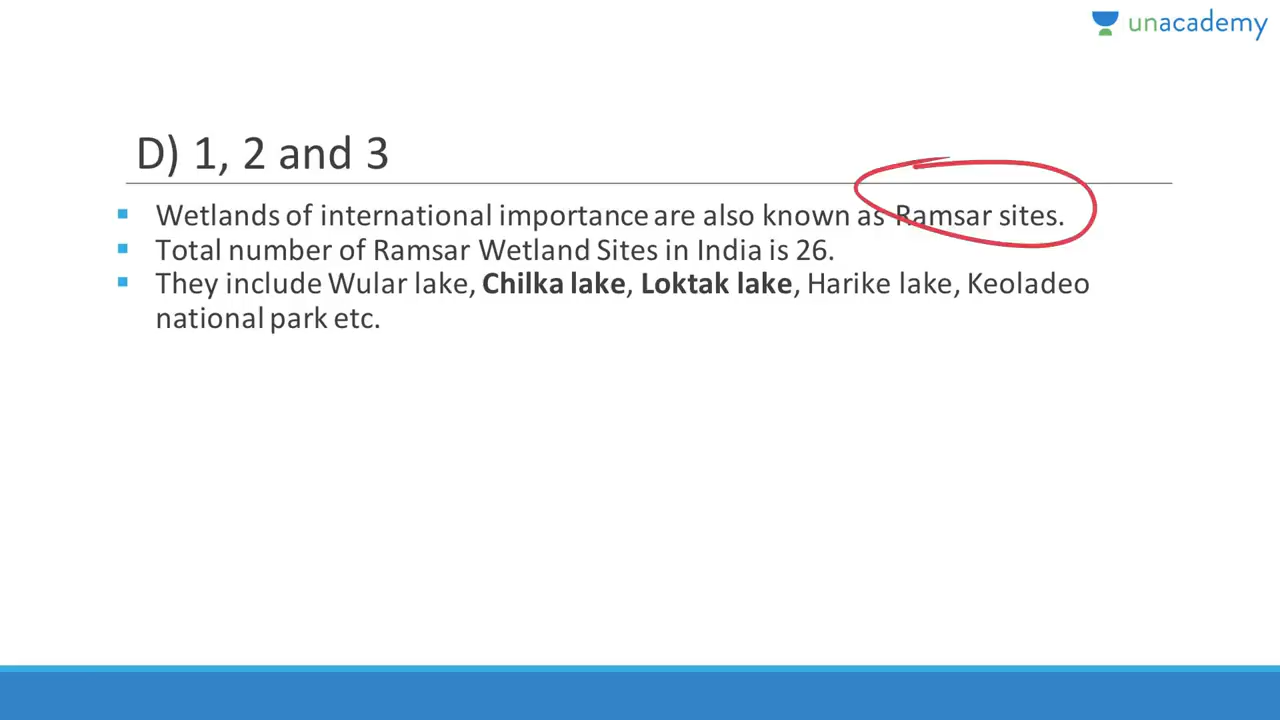 unacademy
D) 1, 2 and 3
Wetlands of international importance are also known as Ramsar sites.
Total number of Ramsar Wetland Sites in India is 26.
They include Wular lake, Chilka lake, Loktak lake, Harike lake, Keoladeo
national park etc.